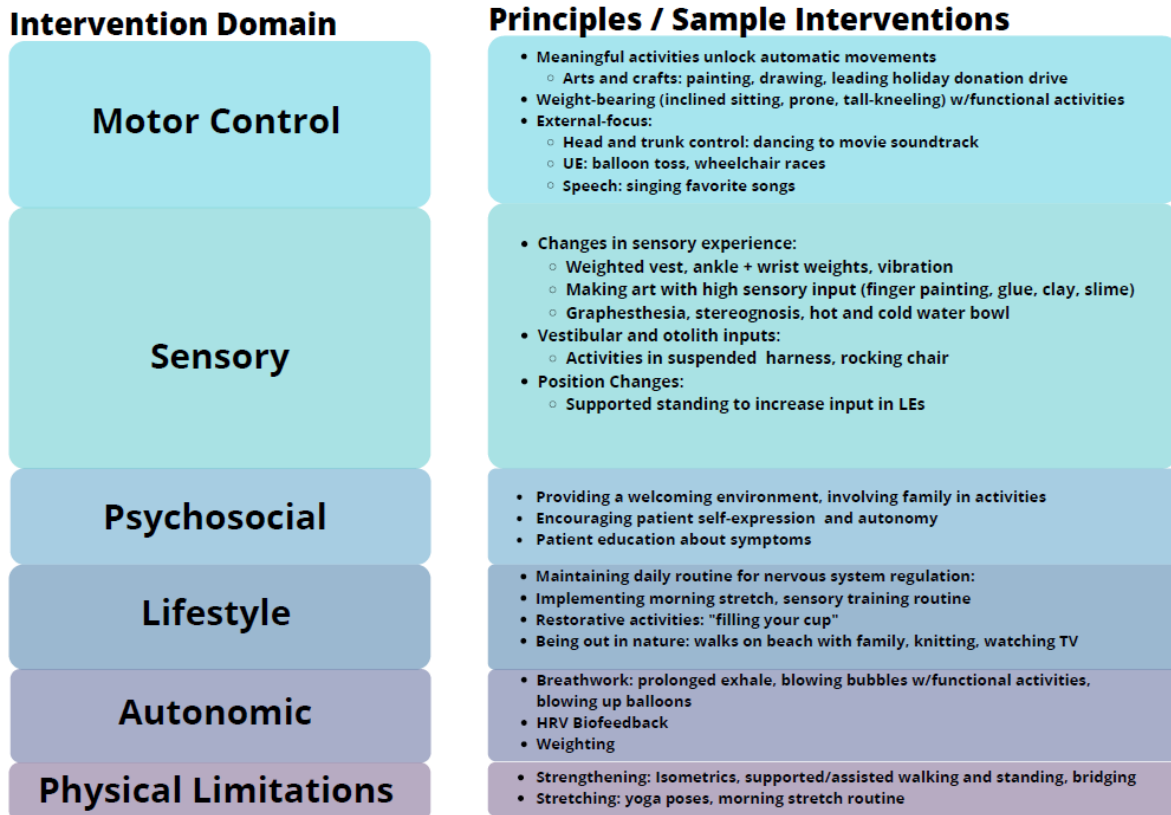 Intervention Domain
Principles / Sample Interventions
Motor Control
• Meaningful activities unlock automatic movements
◦ Arts and crafts: painting, drawing, leading holiday donation drive
• Weight-bearing (inclined sitting, prone, tall-kneeling) w/functional activities
• External-focus:
◦ Head and trunk control: dancing to movie soundtrack
◦ UE: balloon toss, wheelchair races
◦ Speech: singing favorite songs
Sensory
• Changes in sensory experience:
◦ Weighted vest, ankle + wrist weights, vibration
◦ Making art with high sensory input (finger painting, glue, clay, slime)
◦ Graphesthesia, stereognosis, hot and cold water bowl
• Vestibular and otolith inputs:
◦ Activities in suspended harness, rocking chair
• Position Changes:
◦ Supported standing to increase input in LEs
Psychosocial
• Providing a welcoming environment, involving family in activities
• Encouraging patient self-expression and autonomy
• Patient education about symptoms
Lifestyle
• Maintaining daily routine for nervous system regulation:
• Implementing morning stretch, sensory training routine
• Restorative activities: "filling your cup"
• Being out in nature: walks on beach with family, knitting, watching TV
Autonomic
• Breathwork: prolonged exhale, blowing bubbles w/functional activities,
blowing up balloons
• HRV Biofeedback
• Weighting
Physical Limitations
• Strengthening: Isometrics, supported/assisted walking and standing, bridging
• Stretching: yoga poses, morning stretch routine